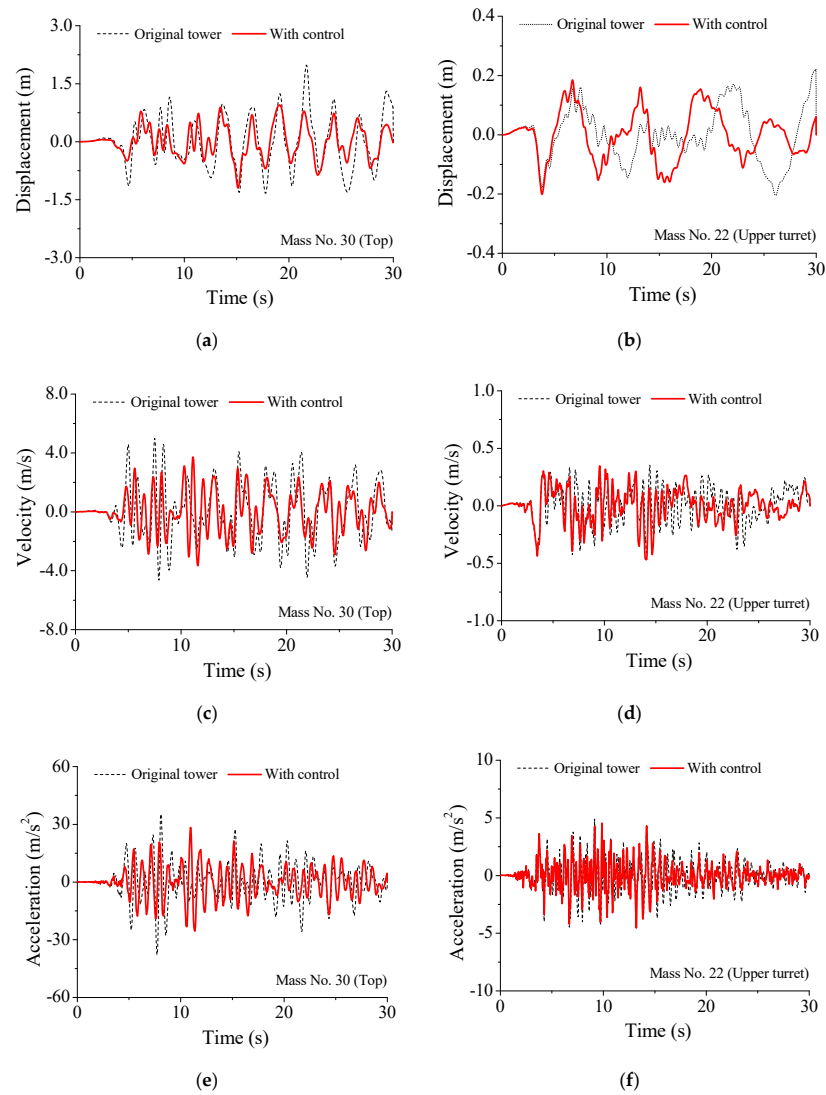 Original tower With control
Displacement (m)
3.0
1.5
0.0
-1.5
-3.0
Mass No. 30 (Top)
0 10 20 30
Time (s)
(a)
Original tower With control
Displacement (m)
0.4
0.2
0.0
-0.2
-0.4
Mass No. 22 (Upper turret)
0 10 20 30
Time (s)
(b)
Original tower With control
Velocity (m/s)
8.0
4.0
0.0
-4.0
-8.0
Mass No. 30 (Top)
0 10 20 30
Time (s)
(c)
Original tower With control
Velocity (m/s)
1.0
0.5
0.0
-0.5
-1.0
Mass No. 22 (Upper turret)
0 10 20 30
Time (s)
(d)
Original tower With control
Acceleration (m/s²)
60
30
0
-30
-60
Mass No. 30 (Top)
0 10 20 30
Time (s)
(e)
Original tower With control
Acceleration (m/s²)
10
5
0
-5
-10
Mass No. 22 (Upper turret)
0 10 20 30
Time (s)
(f)